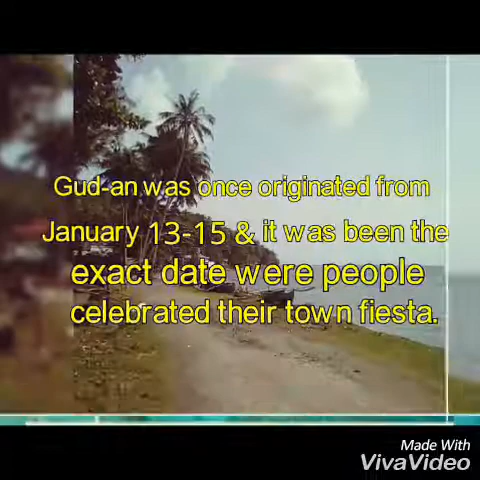 Gud-an was once originated from
January 13-15 & it was been the
exact date were people
celebrated their town fiesta.
Made With
VivaVideo